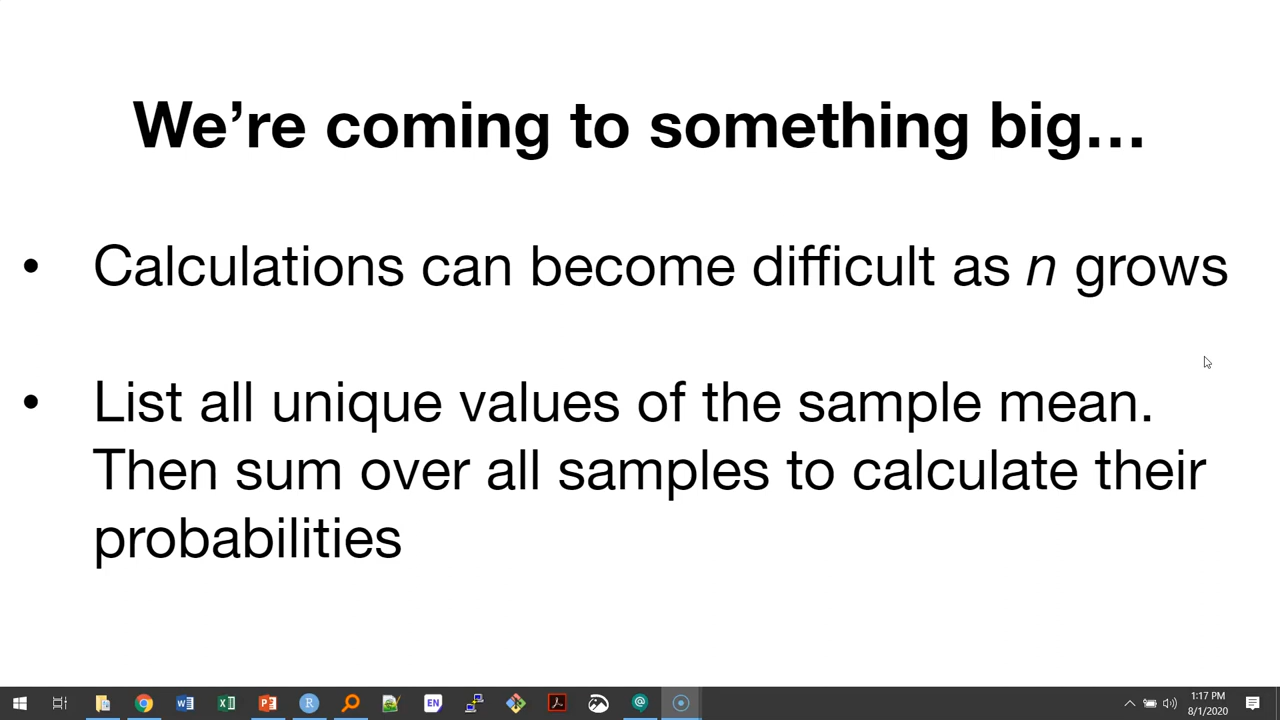 We're coming to something big…
• Calculations can become difficult as n grows
• List all unique values of the sample mean.
Then sum over all samples to calculate their
probabilities
EN
1:17 PM
8/1/2020